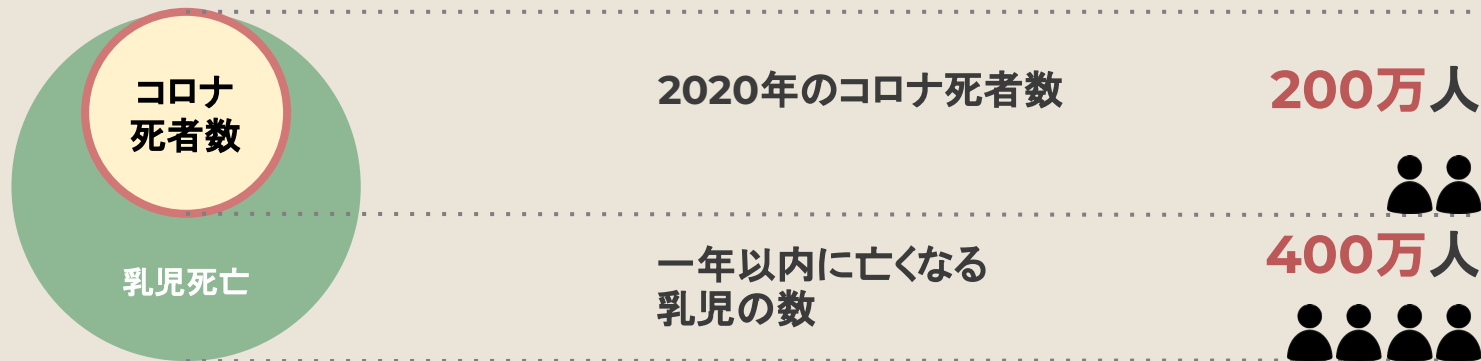 コロナ
死者数
乳児死亡
2020年のコロナ死者数
200万人
一年以内に亡くなる
乳児の数
400万人